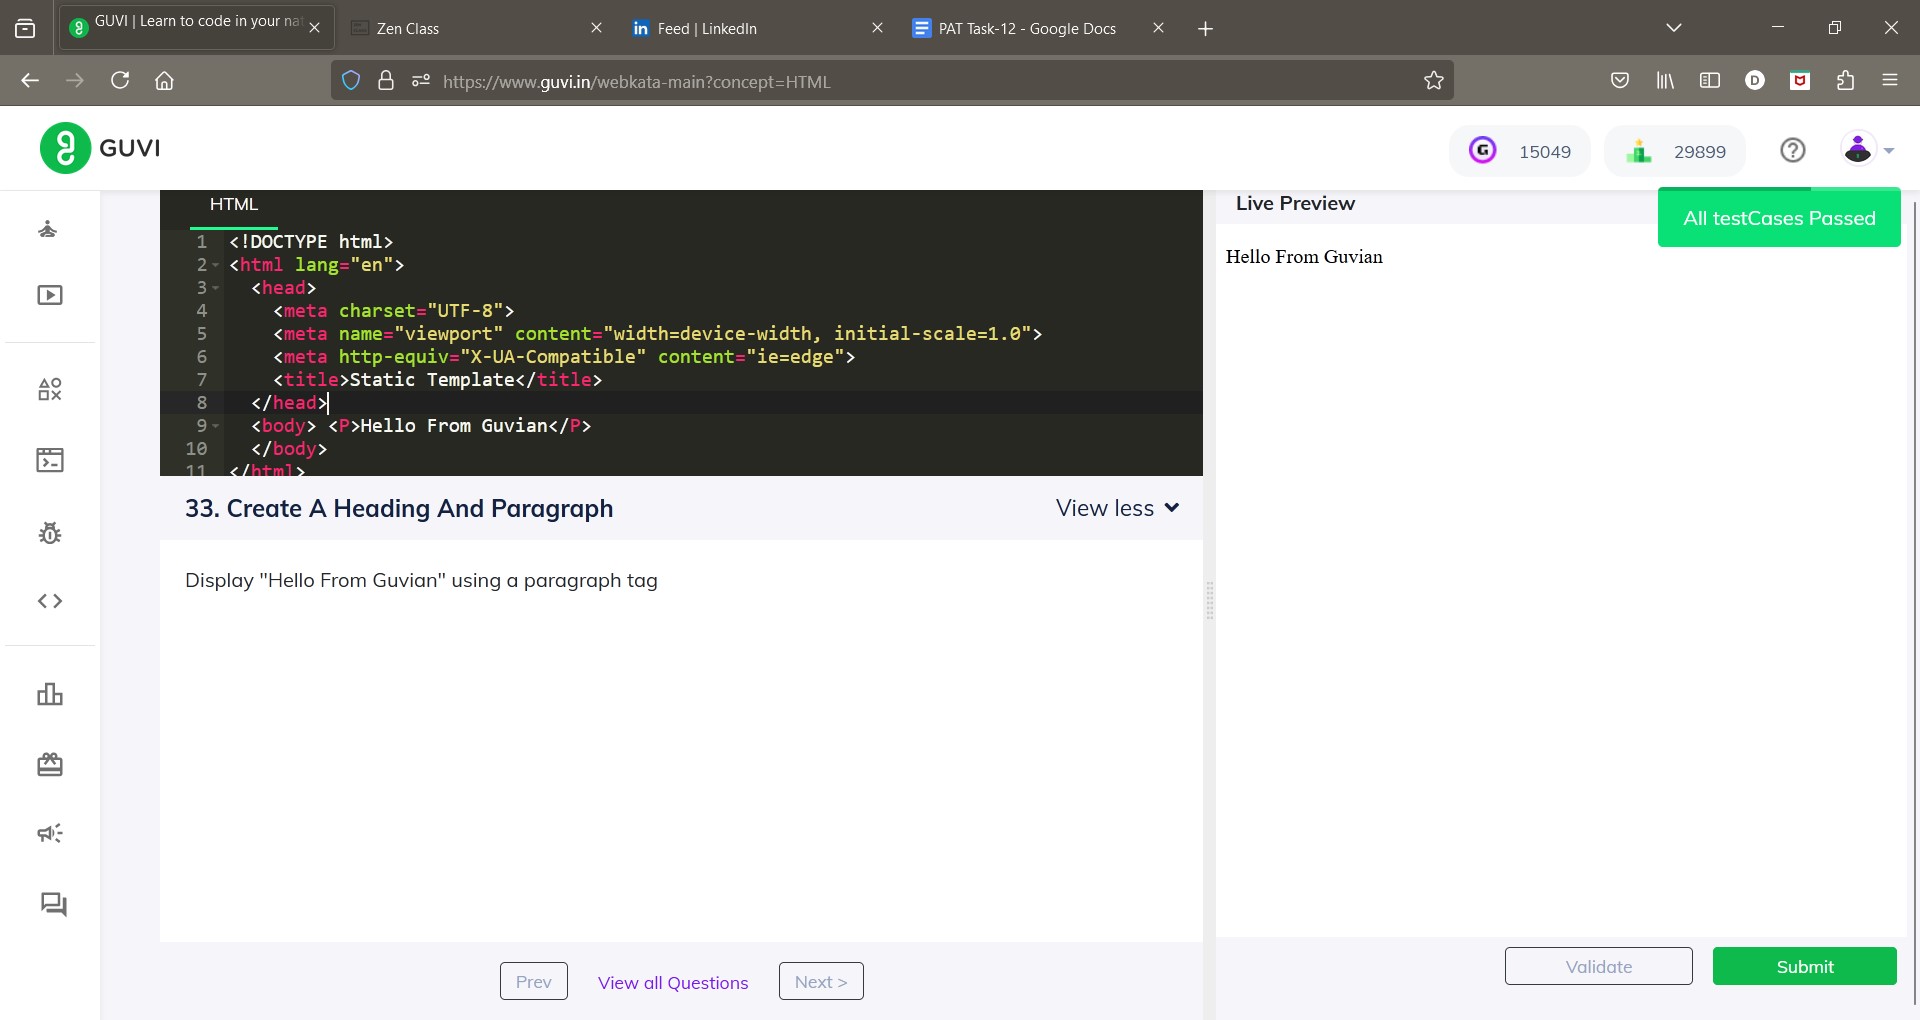 GUVI | Learn to code in your nat
Zen Class
in Feed | LinkedIn
PAT Task-12 - Google Docs
https://www.guvi.in/webkata-main?concept=HTML
D
GUVI
G 15049
29899
HTML
Live Preview
All testCases Passed
Hello From Guvian
1 <!DOCTYPE html>
2 <html lang="en">
3 <head>
4 <meta charset="UTF-8">
5 <meta name="viewport" content="width=device-width, initial-scale=1.0">
6 <meta http-equiv="X-UA-Compatible" content="ie=edge">
7 <title>Static Template</title>
8 </head>
9 <body> <P>Hello From Guvian</P>
10 </body>
11 </html>
33. Create A Heading And Paragraph
View less
Display "Hello From Guvian" using a paragraph tag
Prev
View all Questions
Next >
Validate
Submit